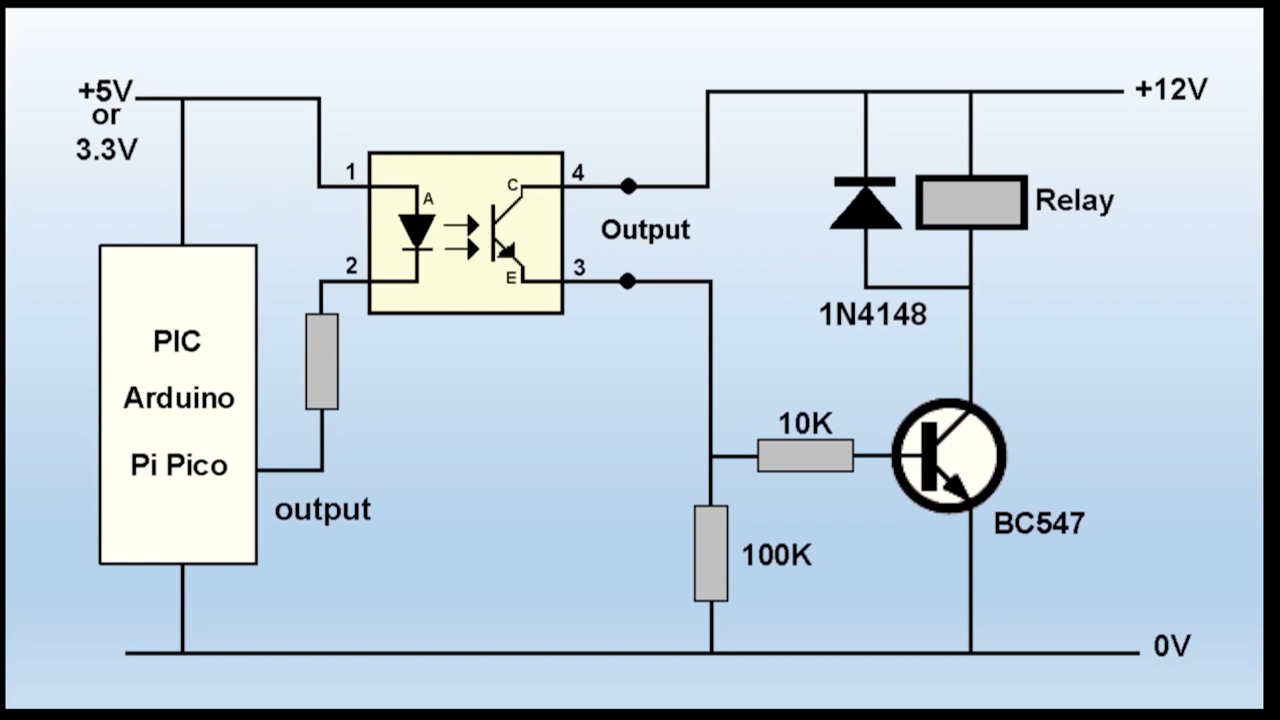 +5V
or
3.3V
+12V
1
4
A
C
Relay
Output
2
E
3
1N4148
PIC
Arduino
Pi Pico
10K
output
BC547
100K
0V